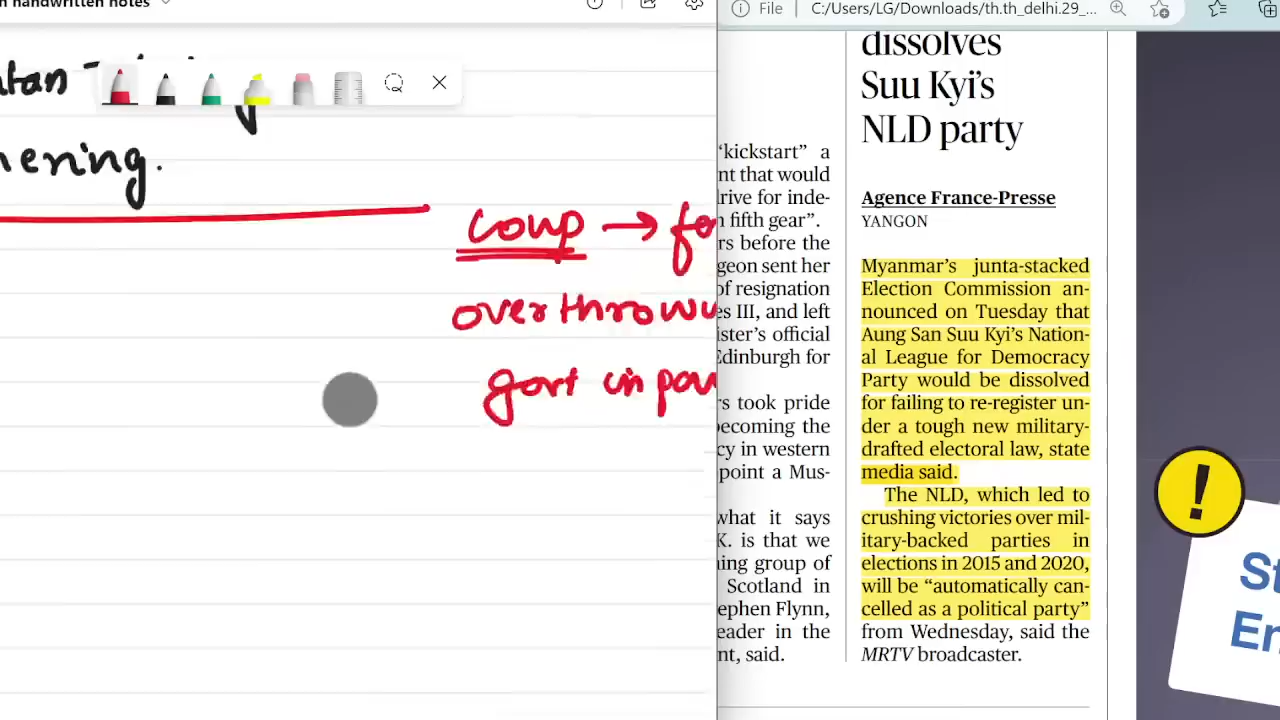 handwritten notes
File
C:/Users/LG/Downloads/th.th_delhi.29_...
hering.
coup →
overthrow
govt in
"kickstart" a
nt that would
rive for inde-
n fifth gear”.
rs before the
geon sent her
of resignation
es III, and left
ister’s official
Edinburgh for
rs took pride
ecoming the
cy in western
point a Mus-
what it says
K. is that we
ning group of
Scotland in
ephen Flynn,
eader in the
nt, said.
dissolves
Suu Kyi’s
NLD party
Agence France-Presse
YANGON
Myanmar’s junta-stacked
Election Commission an-
nounced on Tuesday that
Aung San Suu Kyi’s Nation-
al League for Democracy
Party would be dissolved
for failing to re-register un-
der a tough new military-
drafted electoral law, state
media said.
The NLD, which led to
crushing victories over mil-
itary-backed parties in
elections in 2015 and 2020,
will be “automatically can-
celled as a political party”
from Wednesday, said the
MRTV broadcaster.
!
St
En